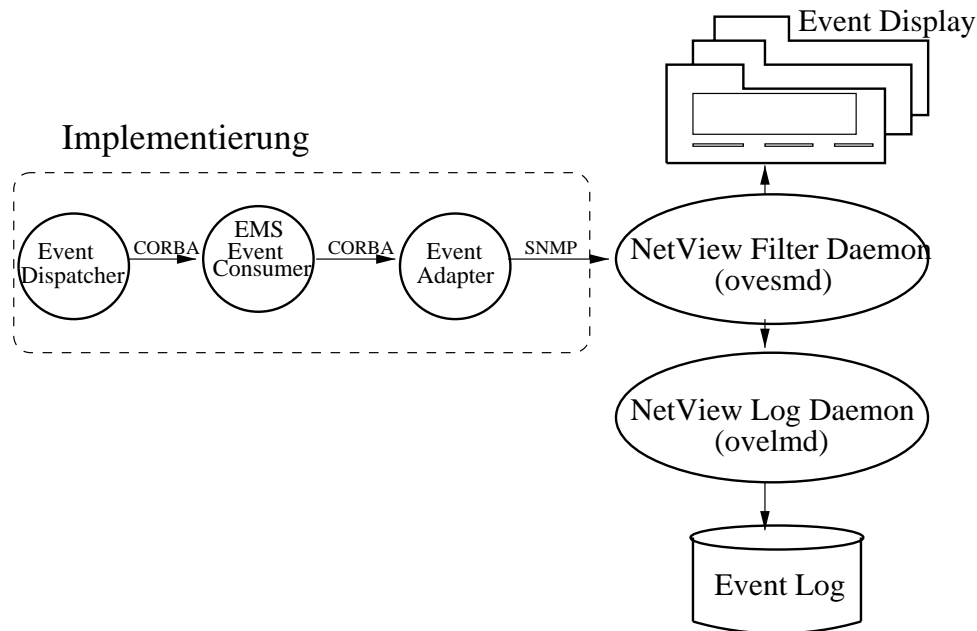 Event Display
Implementierung
Event
Dispatcher
CORBA
EMS
Event
Consumer
CORBA
Event
Adapter
SNMP
NetView Filter Daemon
(ovesmd)
NetView Log Daemon
(ovelmd)
Event Log